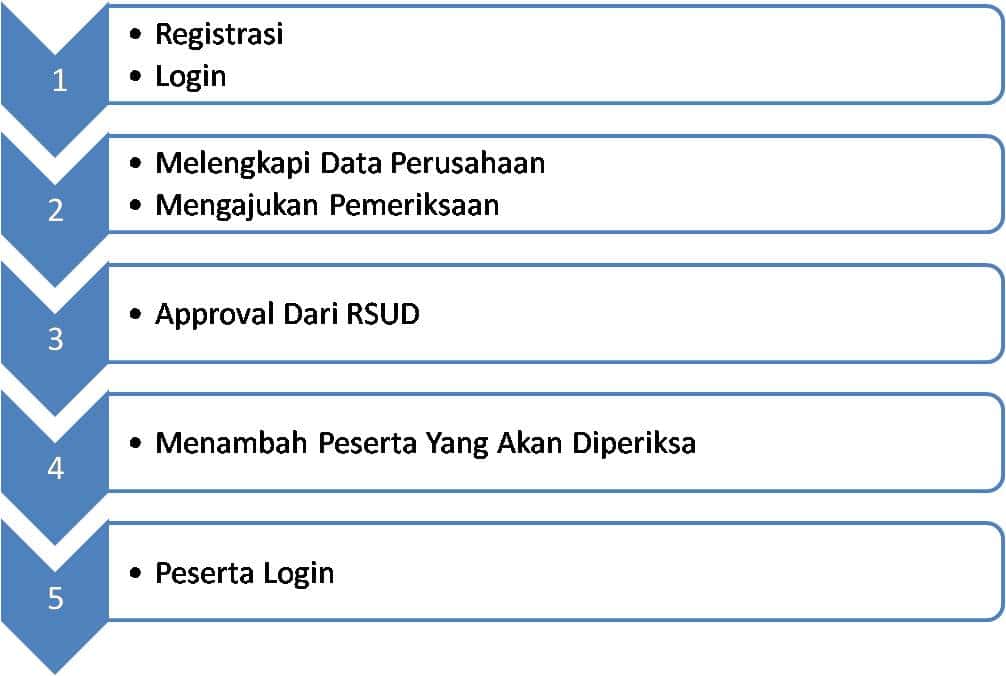 1
• Registrasi
• Login
2
• Melengkapi Data Perusahaan
• Mengajukan Pemeriksaan
3
• Approval Dari RSUD
4
• Menambah Peserta Yang Akan Diperiksa
5
• Peserta Login